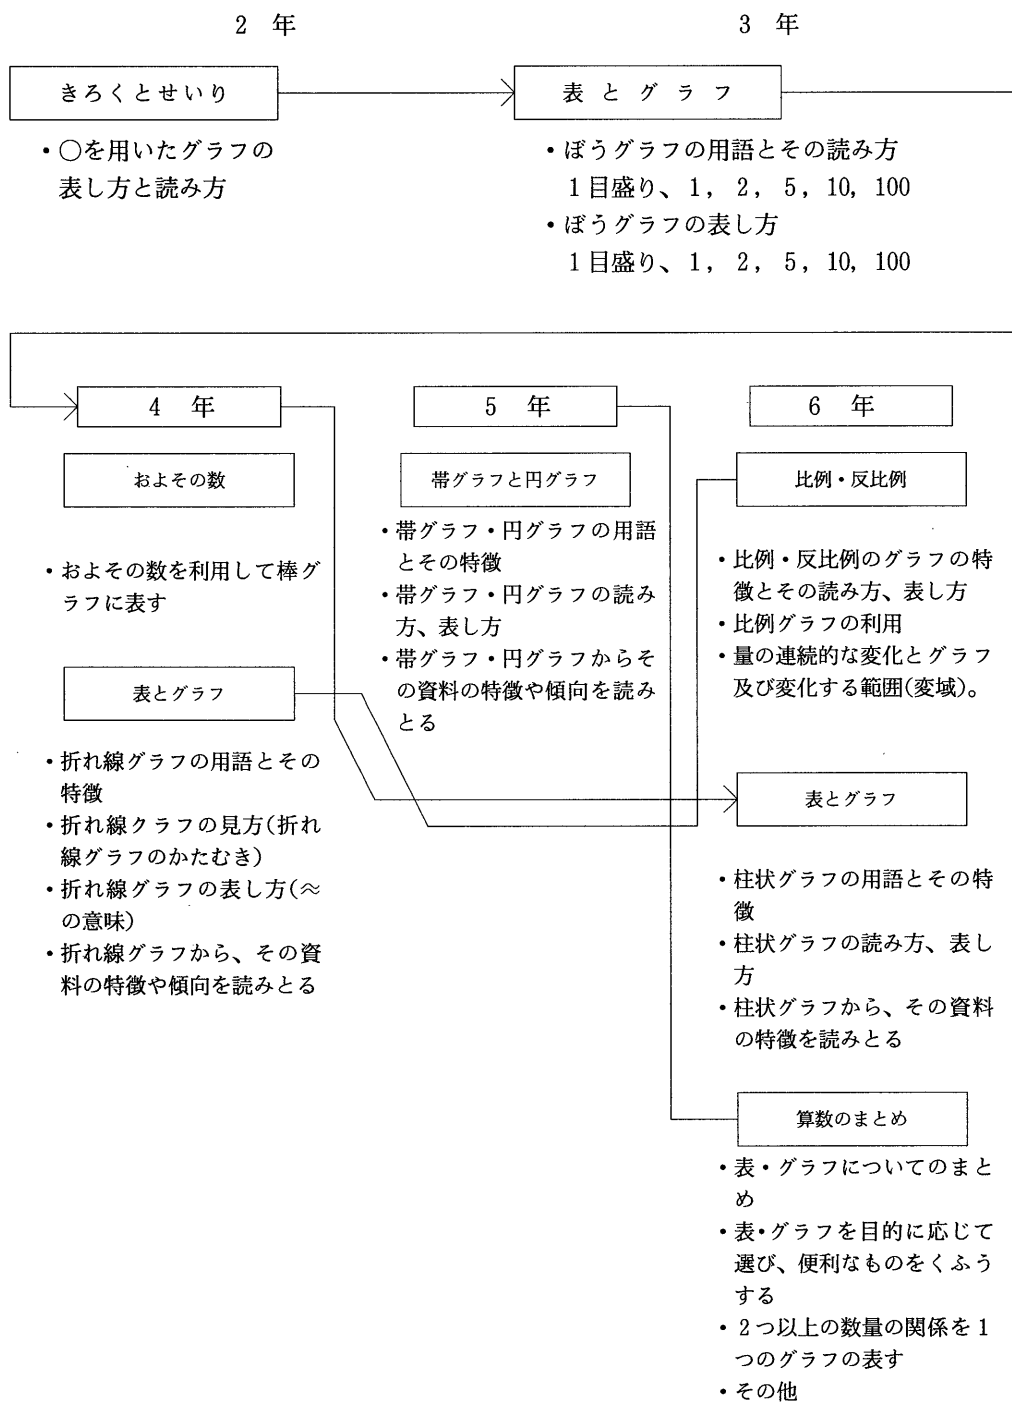 2 年
3 年
きろくとせいり
表とグラフ
・○を用いたグラフの
表し方と読み方
・ぼうグラフの用語とその読み方
1目盛り、1, 2, 5, 10, 100
・ぼうグラフの表し方
1目盛り、1, 2, 5, 10, 100
4 年
5 年
6 年
およその数
・およその数を利用して棒グ
ラフに表す
表とグラフ
・折れ線グラフの用語とその
特徴
・折れ線クラフの見方(折れ
線グラフのかたむき)
・折れ線グラフの表し方(≈
の意味)
・折れ線グラフから、その資
料の特徴や傾向を読みとる
帯グラフと円グラフ
・帯グラフ・円グラフの用語
とその特徴
・帯グラフ・円グラフの読み
方、表し方
・帯グラフ・円グラフからそ
の資料の特徴や傾向を読み
とる
比例・反比例
・比例・反比例のグラフの特
徴とその読み方、表し方
・比例グラフの利用
・量の連続的な変化とグラフ
及び変化する範囲(変域)。
表とグラフ
・柱状グラフの用語とその特
徴
・柱状グラフの読み方、表し
方
・柱状グラフから、その資料
の特徴を読みとる
算数のまとめ
・表・グラフについてのまと
め
・表・グラフを目的に応じて
選び、便利なものをくふう
する
・2つ以上の数量の関係を1
つのグラフの表す
・その他